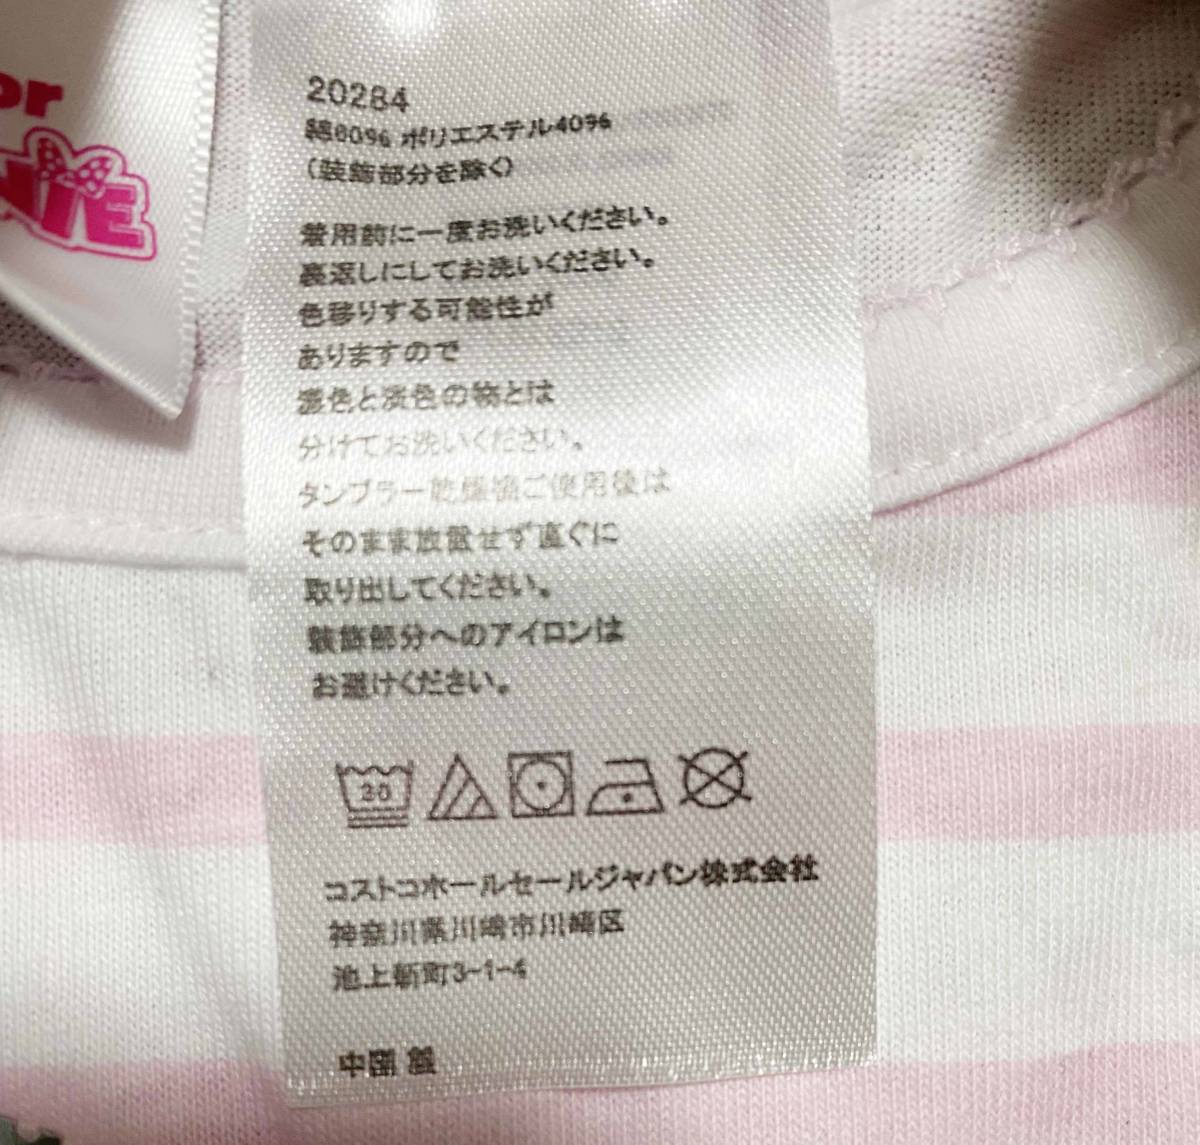 or
20284
綿60% ポリエステル40%
(装飾部分を除く)
着用前に一度お洗いください。
裏返しにしてお洗いください。
色移りする可能性が
ありますので
濃色と淡色の物とは
分けてお洗いください。
タンブラー乾燥機ご使用後は
そのまま放置せず直ぐに
取り出してください。
装飾部分へのアイロンは
お避けください。
30
コストコホールセールジャパン株式会社
神奈川県川崎市川崎区
池上新町3-1-4
中国 製